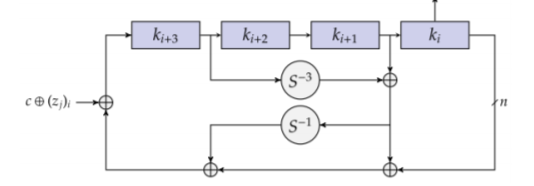 k_{i+3} k_{i+2} k_{i+1} k_i
S^{-3}
c ⊕ (z_j)_i n
S^{-1}